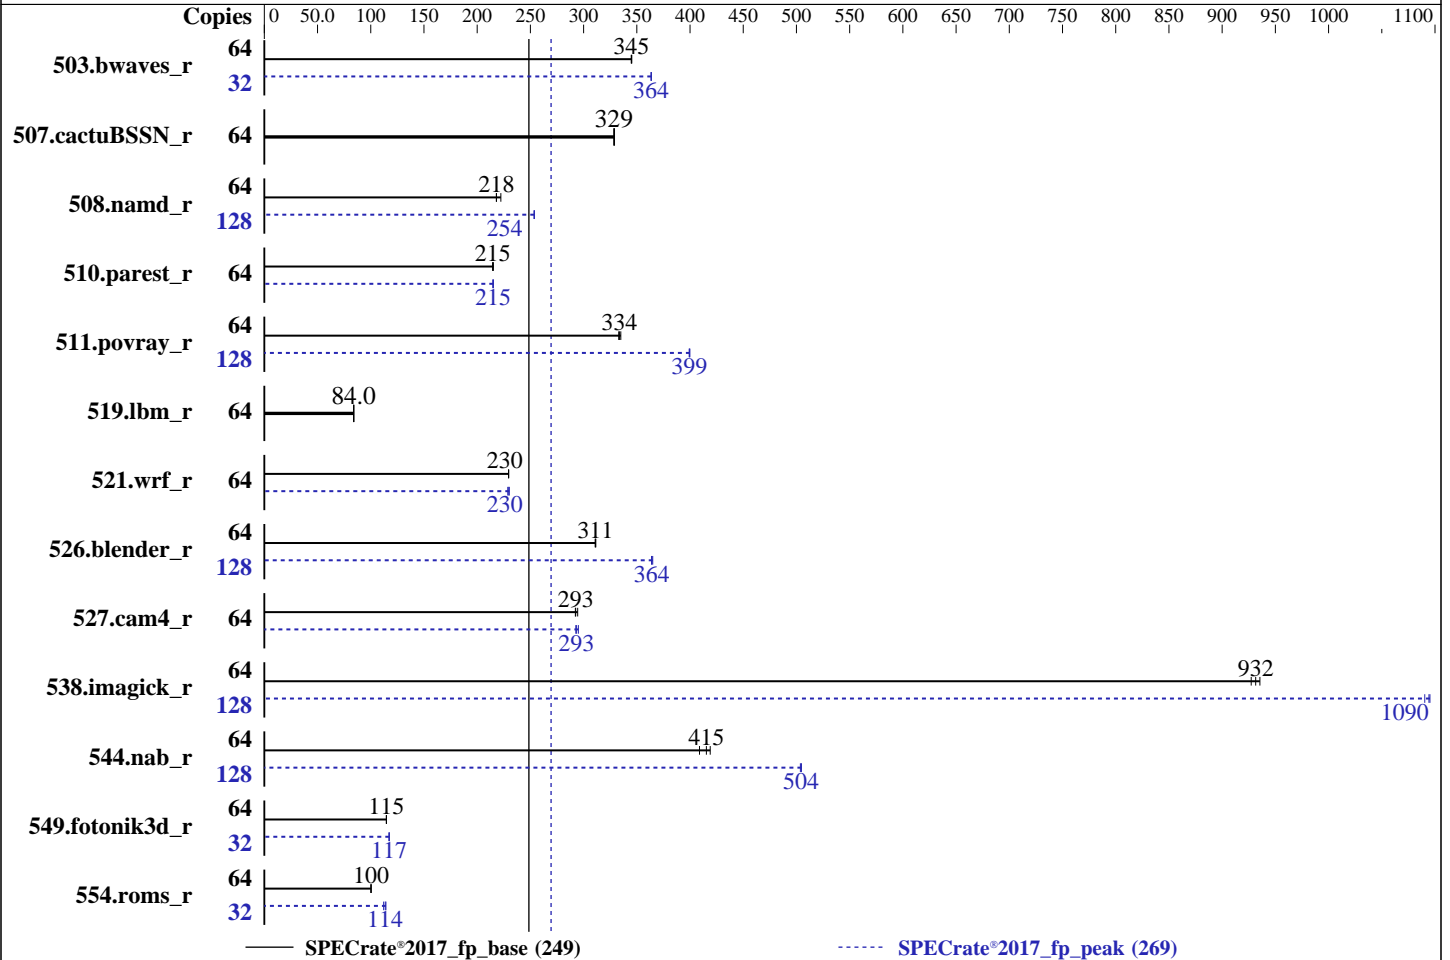 Copies 0 50.0 100 150 200 250 300 350 400 450 500 550 600 650 700 750 800 850 900 950 1000 1100
503.bwaves_r 64 345
32 364
507.cactuBSSN_r 64 329
508.namd_r 64 218
128 254
510.parest_r 64 215
215
511.povray_r 64 334
128 399
519.lbm_r 64 84.0
521.wrf_r 64 230
230
526.blender_r 64 311
128 364
527.cam4_r 64 293
293
538.imagick_r 64 932
128 1090
544.nab_r 64 415
128 504
549.fotonik3d_r 64 115
32 117
554.roms_r 64 100
32 114
SPECrate®2017_fp_base (249) SPECrate®2017_fp_peak (269)